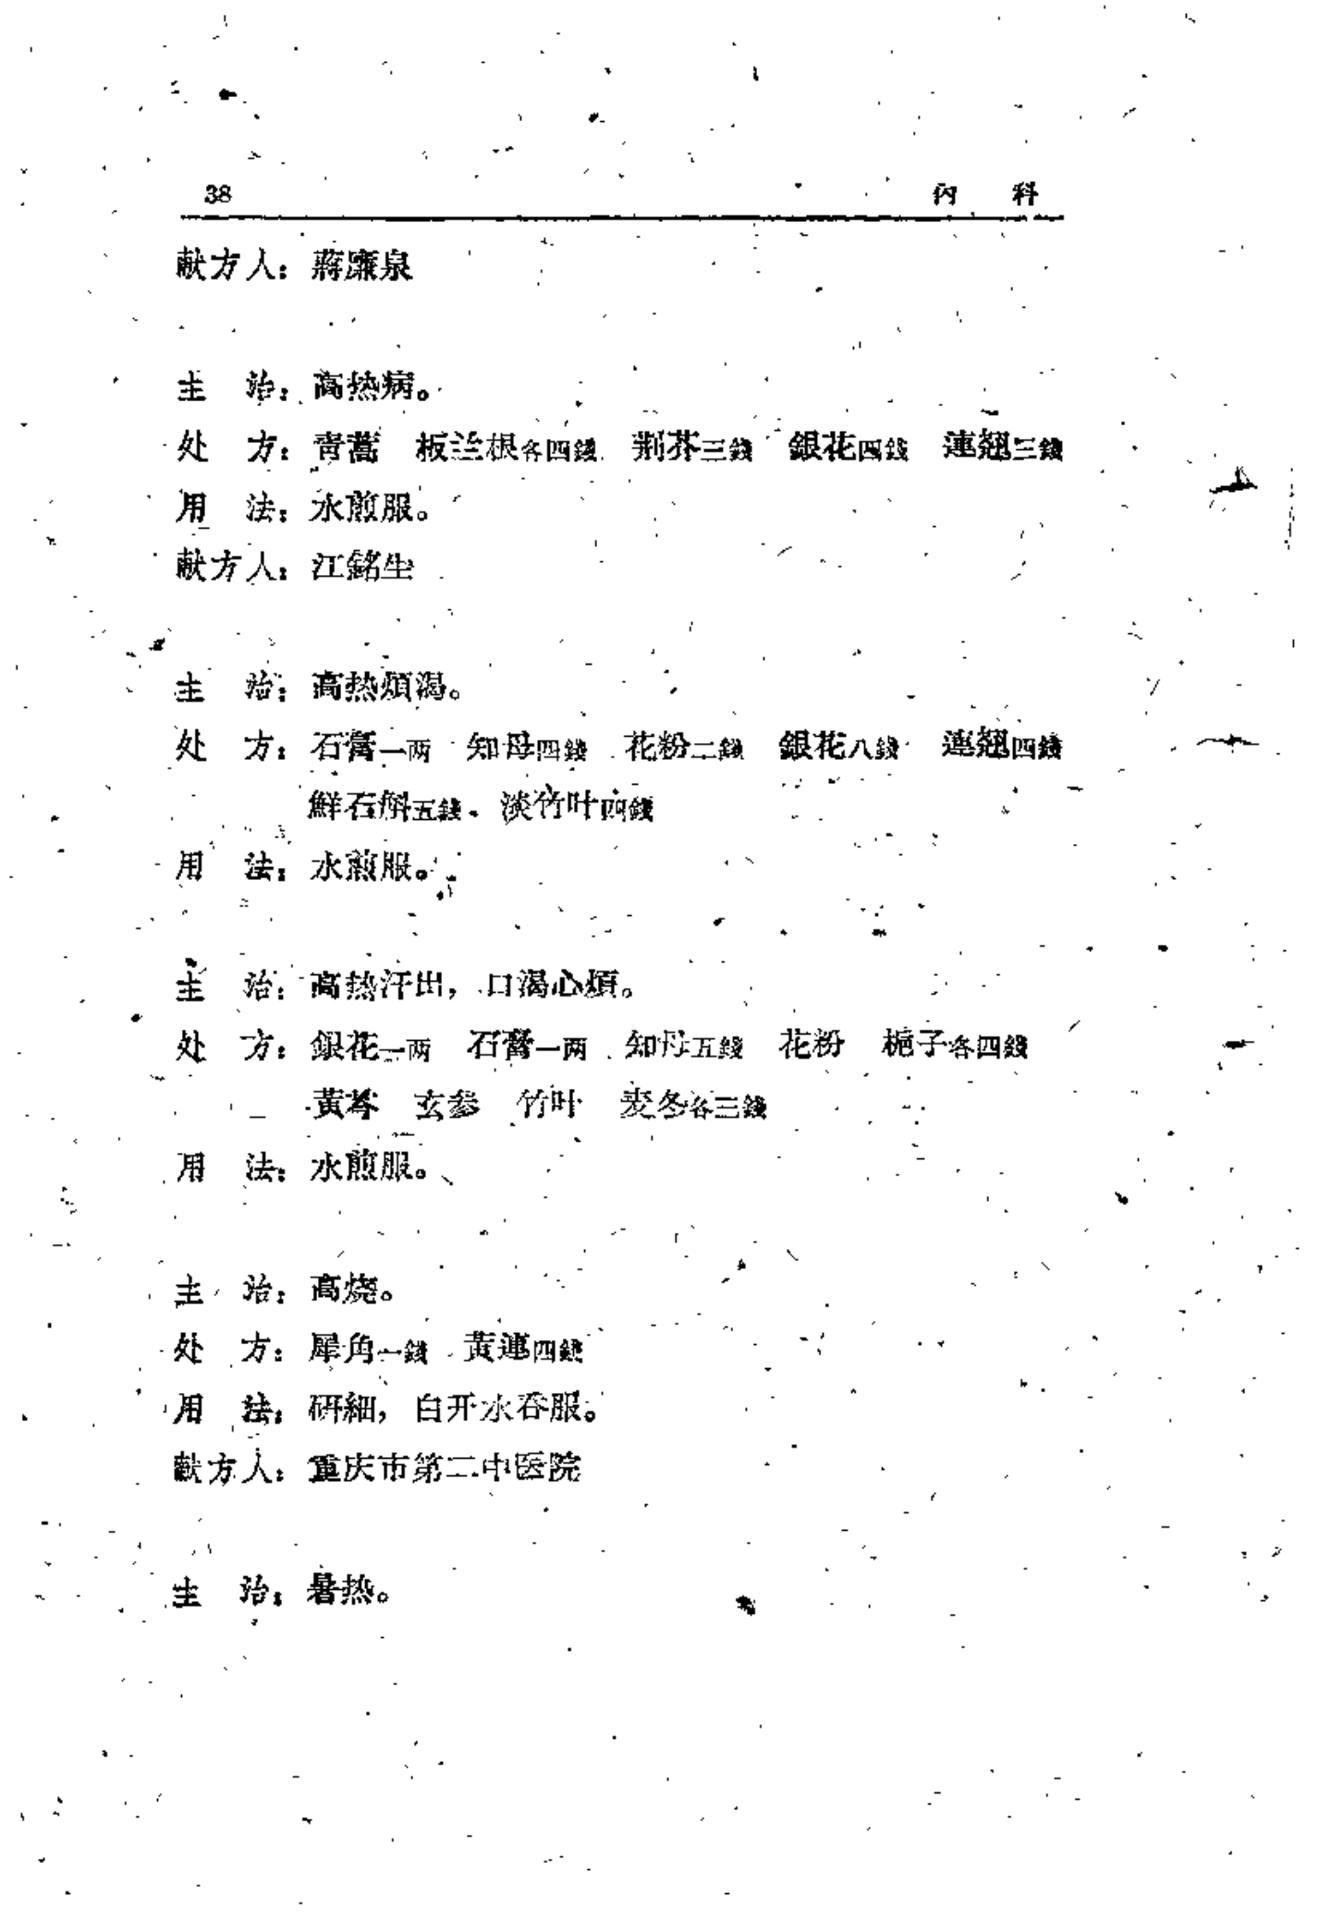 38 內 科
献方人：蔣廉泉
主 治：高热病。
处 方：青蒿 板兰根各四錢 荆芥三錢 銀花四錢 連翹三錢
用 法：水煎服。
献方人：江銘生
主 治：高热煩渴。
处 方：石膏一两 知母四錢 花粉二錢 銀花八錢 連翹四錢
鮮石斛五錢 淡竹叶四錢
用 法：水煎服。
主 治：高热汗出，口渴心煩。
处 方：銀花一两 石膏一两 知母五錢 花粉 梔子各四錢
黃芩 玄参 竹叶 麦冬各三錢
用 法：水煎服。
主 治：高烧。
处 方：犀角一錢 黃連四錢
用 法：研細，白开水吞服。
献方人：重庆市第二中医院
主 治：暑热。